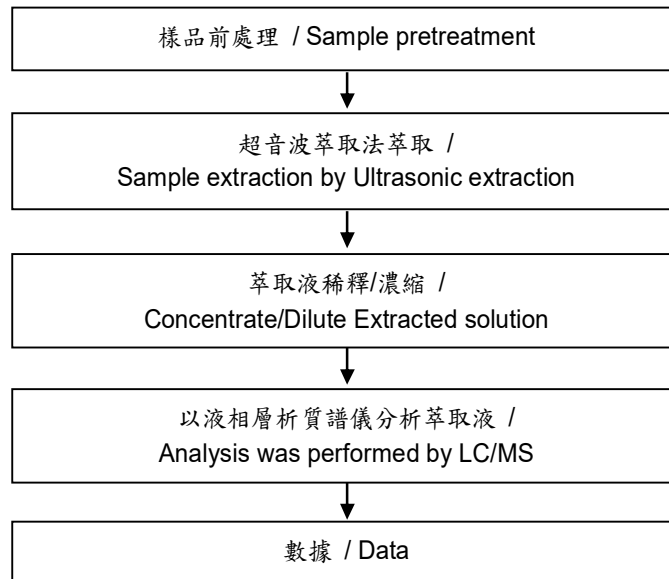 樣品前處理 / Sample pretreatment
超音波萃取法萃取 /
Sample extraction by Ultrasonic extraction
萃取液稀釋/濃縮 /
Concentrate/Dilute Extracted solution
以液相層析質譜儀分析萃取液 /
Analysis was performed by LC/MS
數據 / Data